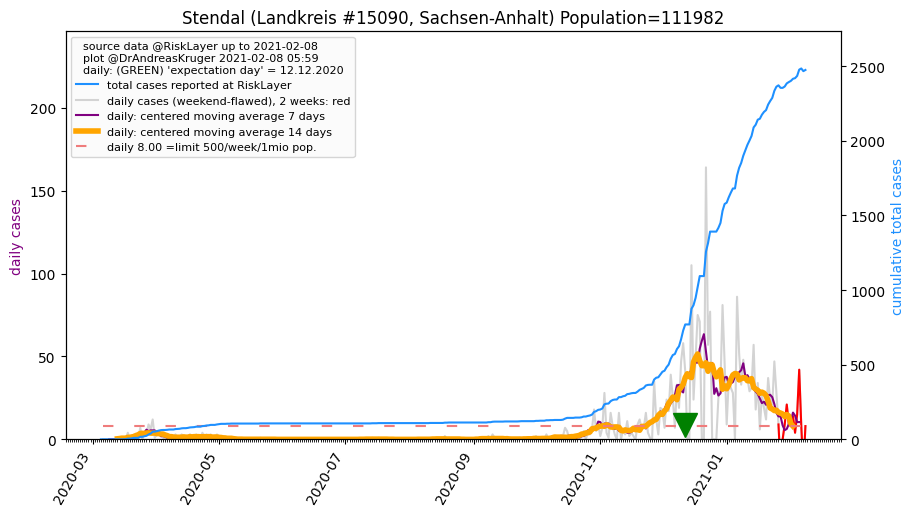 Stendal (Landkreis #15090, Sachsen-Anhalt) Population=111982
source data @RiskLayer up to 2021-02-08
plot @DrAndreasKruger 2021-02-08 05:59
daily: (GREEN) 'expectation day' = 12.12.2020
total cases reported at RiskLayer
daily cases (weekend-flawed), 2 weeks: red
daily: centered moving average 7 days
daily: centered moving average 14 days
daily 8.00 =limit 500/week/1mio pop.
daily cases
200
150
100
50
0
2500
2000
1500
1000
500
0
cumulative total cases
2020-03
2020-05
2020-07
2020-09
2020-11
2021-01